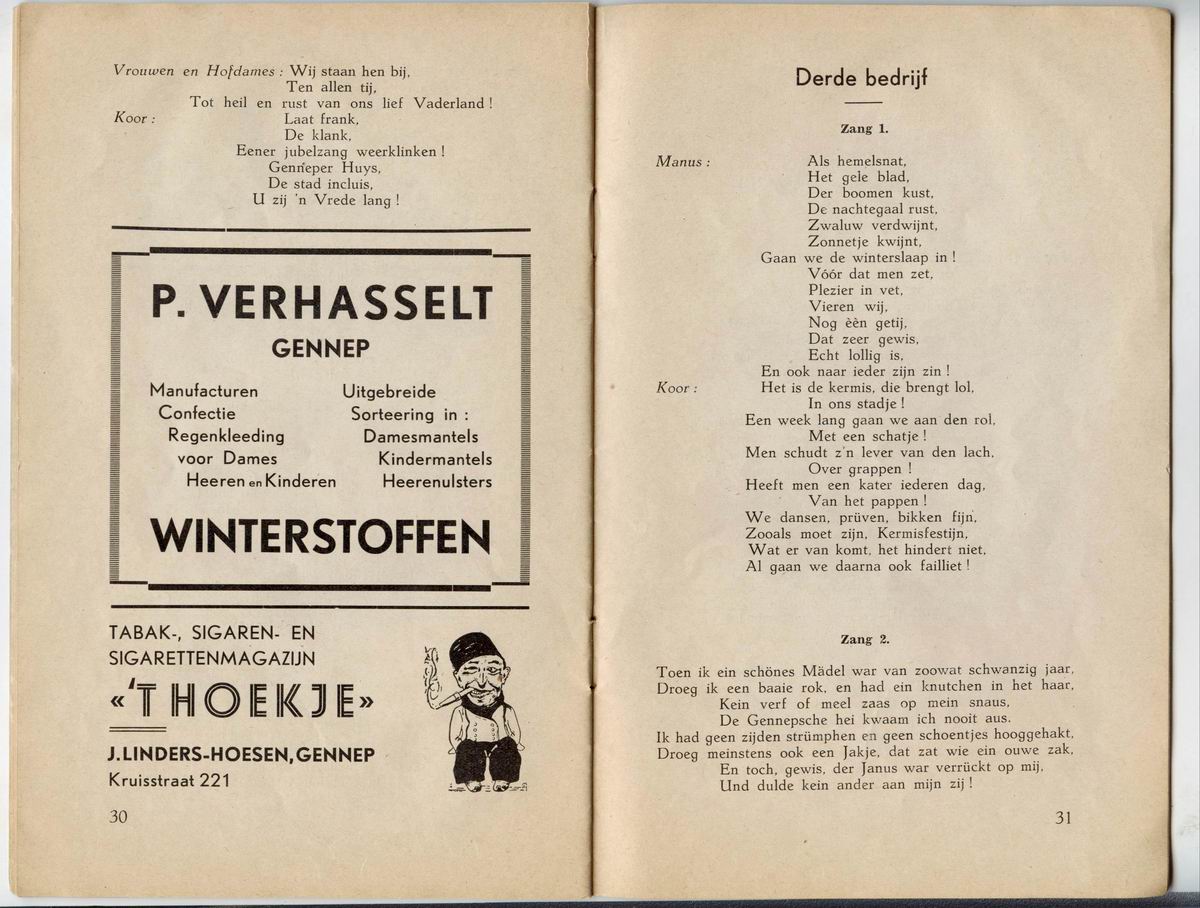 Vrouwen en Hofdames : Wij staan hen bij,
Ten allen tij,
Tot heil en rust van ons lief Vaderland !
Koor : Laat frank,
De klank,
Eener jubelzang weerklinken !
Genneper Huys,
De stad incluis,
U zij 'n Vrede lang !
P. VERHASSELT
GENNEP
Manufacturen
Confectie
Regenkleeding
voor Dames
Heeren en Kinderen
Uitgebreide
Sorteering in :
Damesmantels
Kindermantels
Heerenulsters
WINTERSTOFFEN
TABAK-, SIGAREN- EN
SIGARETTENMAGAZIJN
«'T HOEKJE»
J. LINDERS-HOESEN, GENNEP
Kruisstraat 221
30
Derde bedrijf
Zang 1.
Manus : Als hemelsnat,
Het gele blad,
Der boomen kust,
De nachtegaal rust,
Zwaluw verdwijnt,
Zonnetje kwijnt,
Gaan we de winterslaap in !
Vóór dat men zet,
Plezier in vet,
Vieren wij,
Nog èèn getij,
Dat zeer gewis,
Echt lollig is,
En ook naar ieder zijn zin !
Koor : Het is de kermis, die brengt lol,
In ons stadje !
Een week lang gaan we aan den rol,
Met een schatje !
Men schudt z'n lever van den lach,
Over grappen !
Heeft men een kater iederen dag,
Van het pappen !
We dansen, prüven, bikken fijn,
Zooals moet zijn, Kermisfestijn,
Wat er van komt, het hindert niet,
Al gaan we daarna ook failliet !
Zang 2.
Toen ik ein schönes Mädel war van zoowat schwanzig jaar,
Droeg ik een baaie rok, en had ein knutchen in het haar,
Kein verf of meel zaas op mein snaus,
De Gennepsche hei kwaam ich nooit aus.
Ik had geen zijden strümphen en geen schoentjes hooggehakt,
Droeg meinstens ook een Jakje, dat zat wie ein ouwe zak,
En toch, gewis, der Janus war verrückt op mij,
Und dulde kein ander aan mijn zij !
31